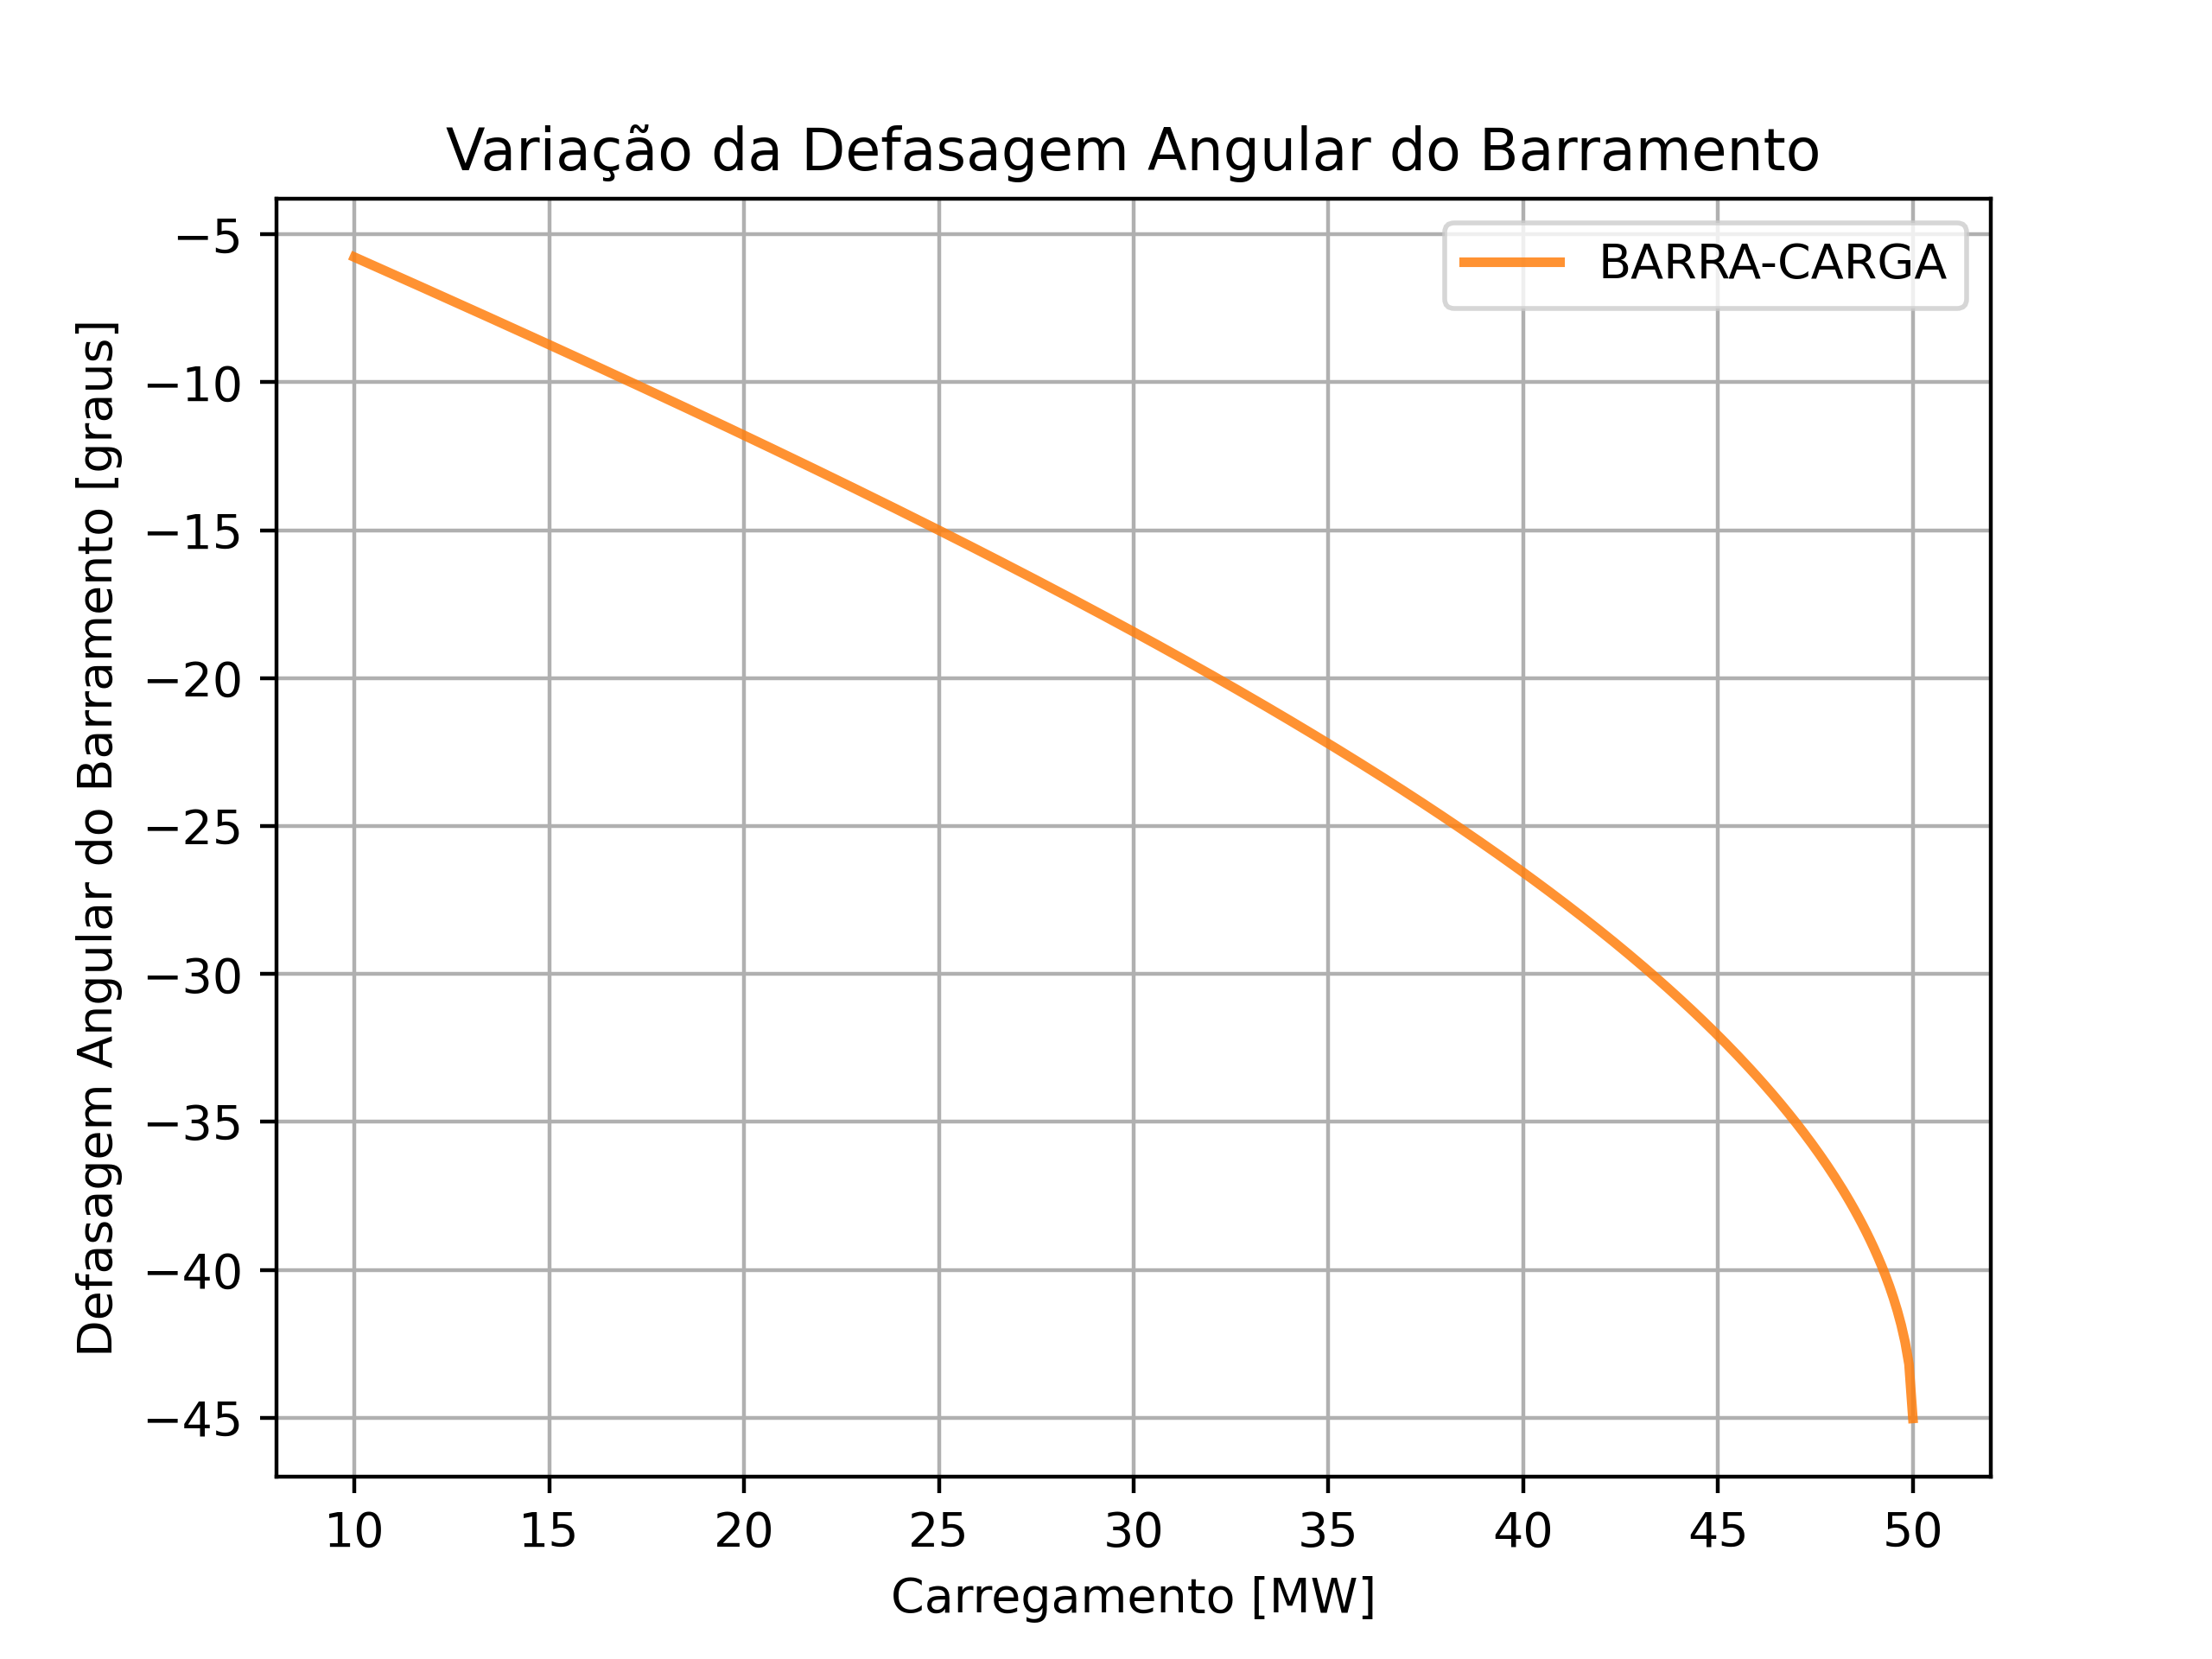 Variação da Defasagem Angular do Barramento
BARRA-CARGA
Defasagem Angular do Barramento [graus]
−5
−10
−15
−20
−25
−30
−35
−40
−45
10 15 20 25 30 35 40 45 50
Carregamento [MW]